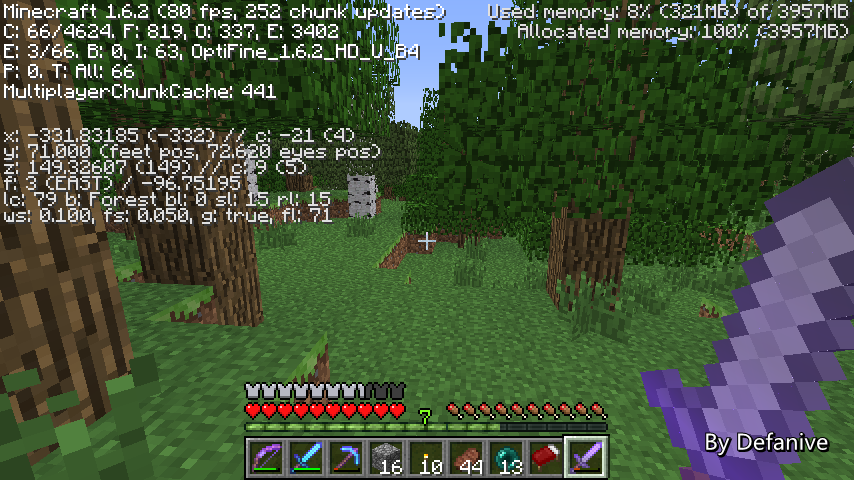 Minecraft 1.6.2 (80 fps, 252 chunk updates)
Used memory: 8% (321MB) of 3957MB
C: 66/4624. F: 819, O: 337, E: 3402
Allocated memory: 100% (3957MB)
E: 3/66. B: 0, I: 63, OptiFine_1.6.2_HD_U_B4
P: 0. T: All: 66
MultiplayerChunkCache: 441
x: -331.83185 (-332) // c: -21 (4)
y: 71.000 (feet pos, 72.620 eyes pos)
z: 149.32607 (149) // c: 9 (5)
f: 3 (EAST) / -96.75195
lc: 79 b: Forest bl: 0 sl: 15 rl: 15
ws: 0.100, fs: 0.050, g: true, fl: 71
7
16 10 44 13
By Defanive